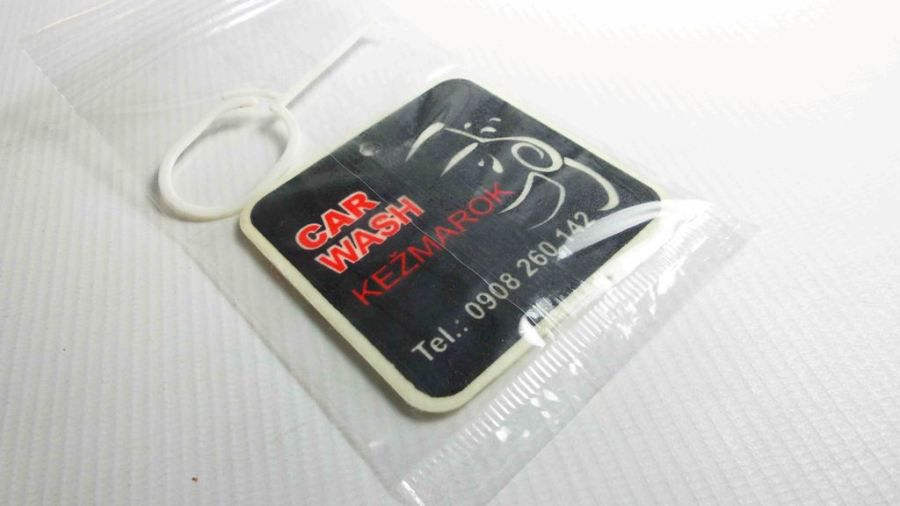 CAR
WASH
KEŽMAROK
Tel.: 0908 260 142